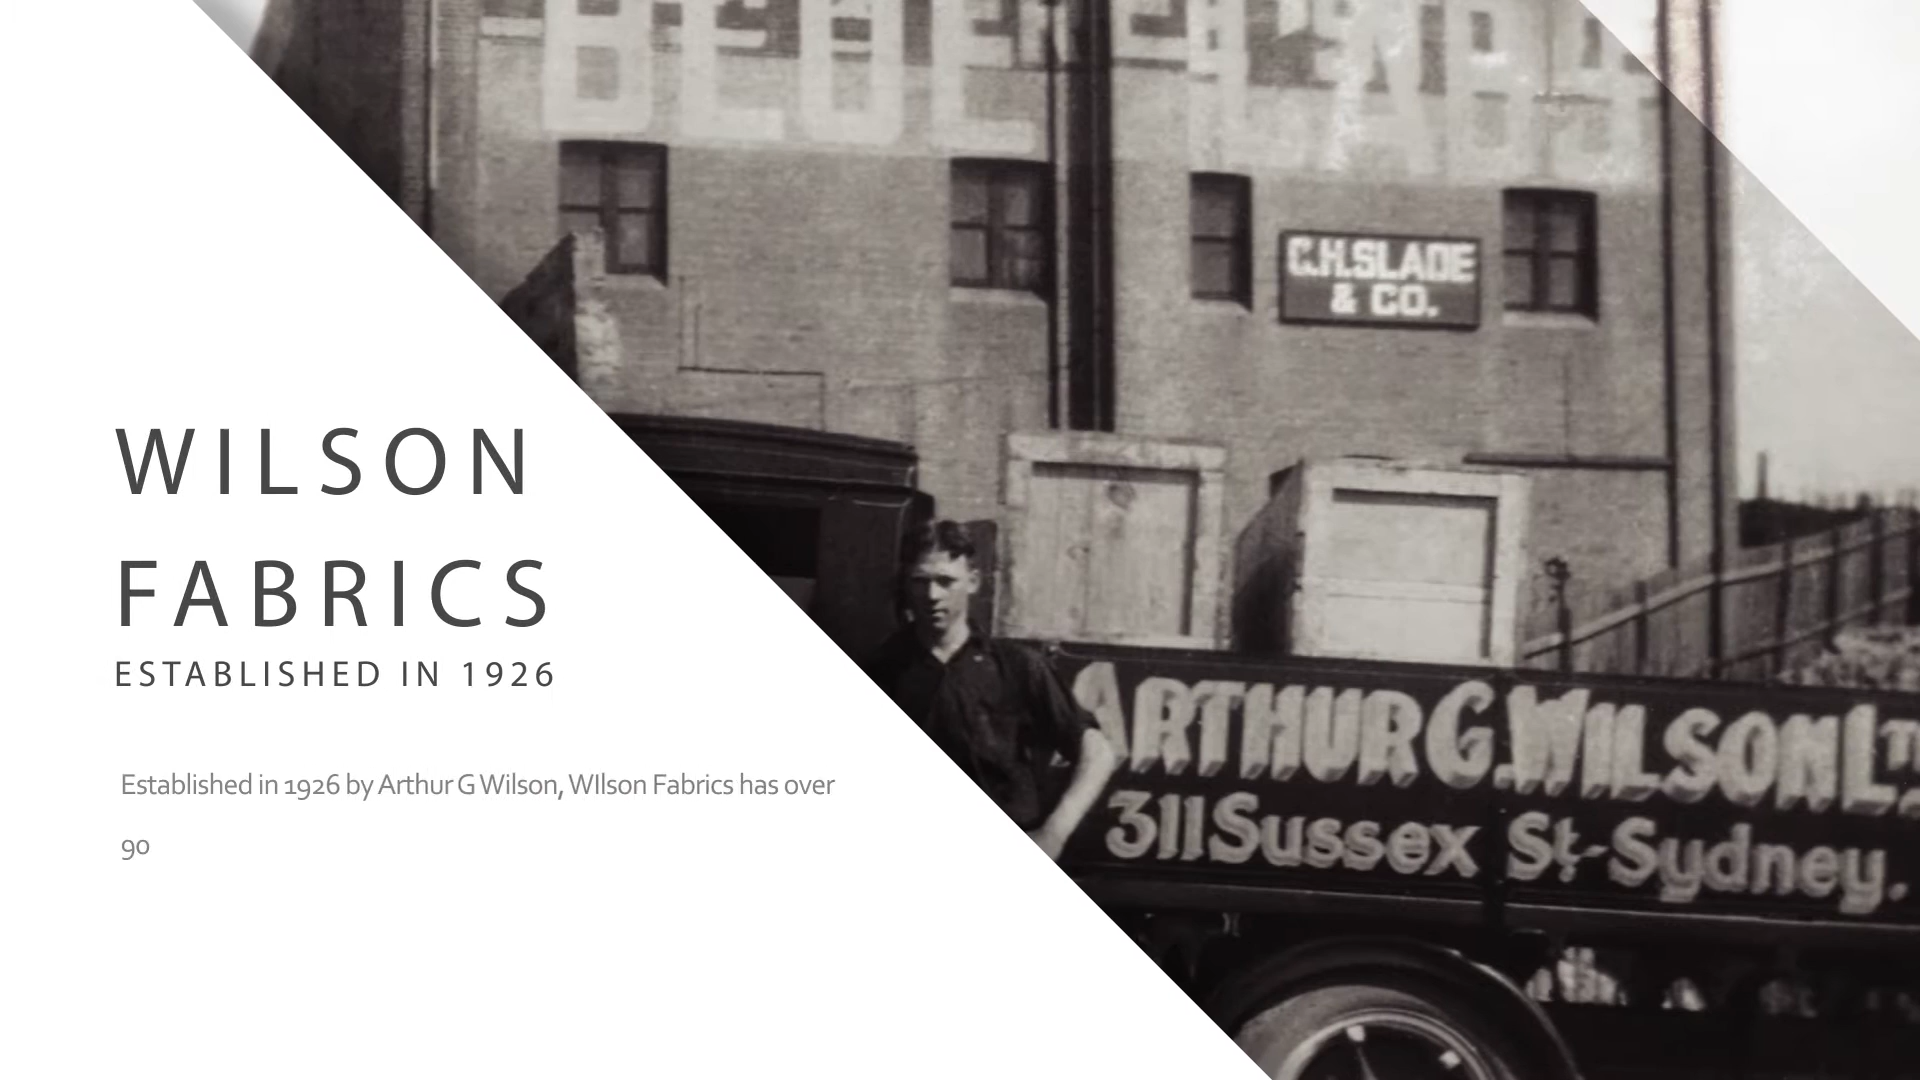 WILSON
FABRICS
ESTABLISHED IN 1926
Established in 1926 by Arthur G Wilson, WIlson Fabrics has over
90
C.H.SLADE
& CO.
ARTHUR G. WILSON LTD
311 Sussex St-Sydney.